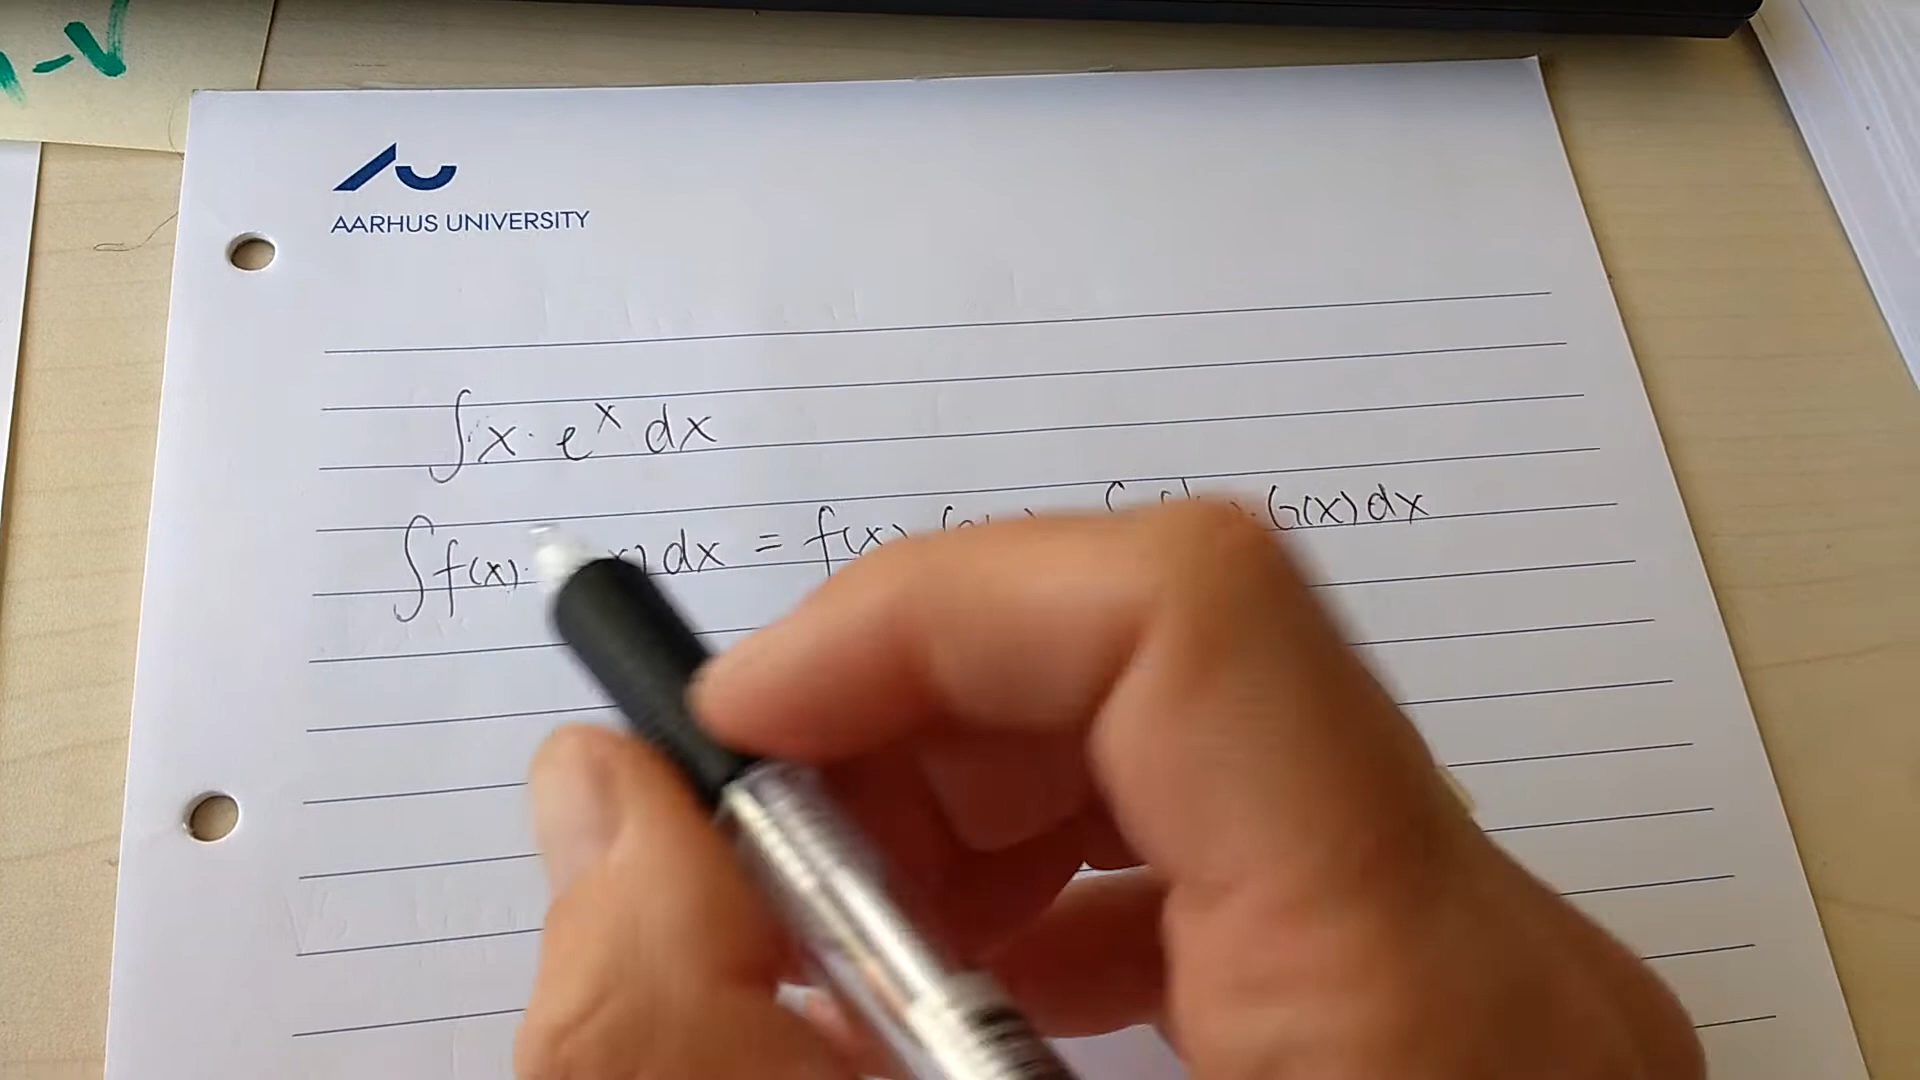 -V
AARHUS UNIVERSITY
∫x·e^x dx
∫f(x)· x) dx = f(x) · G(x) dx